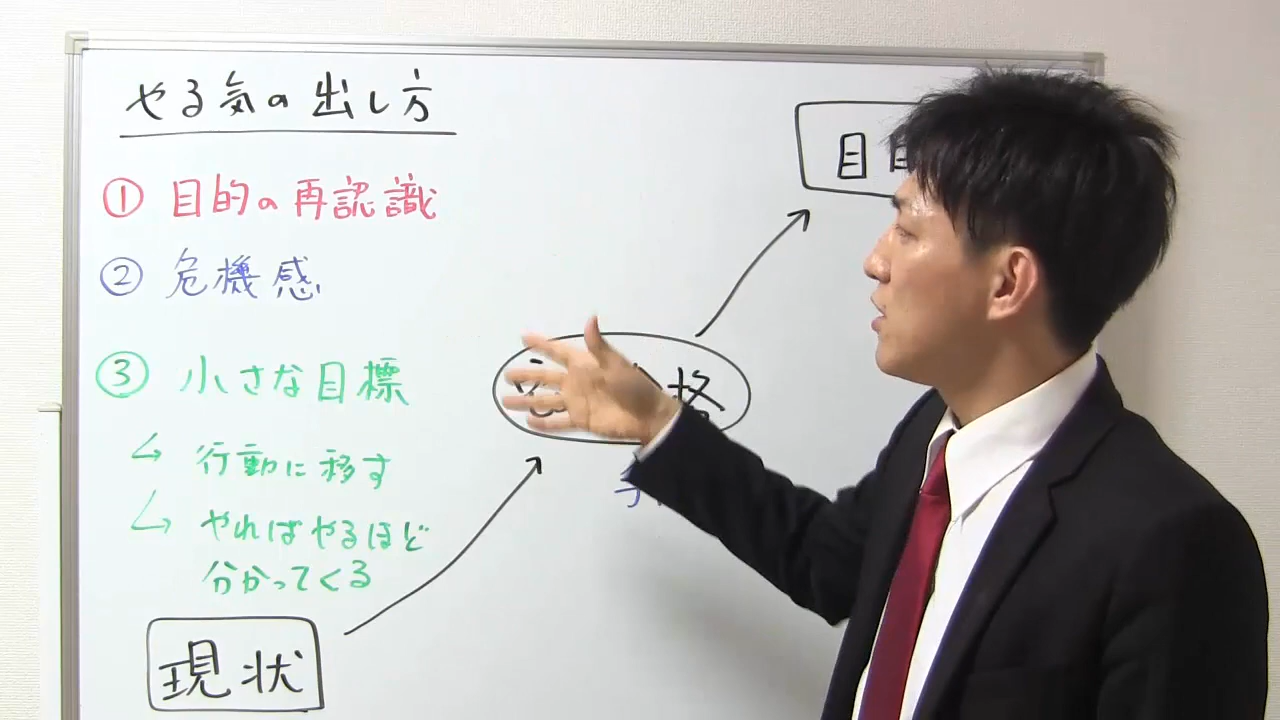 やる気の出し方
① 目的の再認識
② 危機感
③ 小さな目標
↳ 行動に移す
↳ やればやるほど
分かってくる
現状
目
格